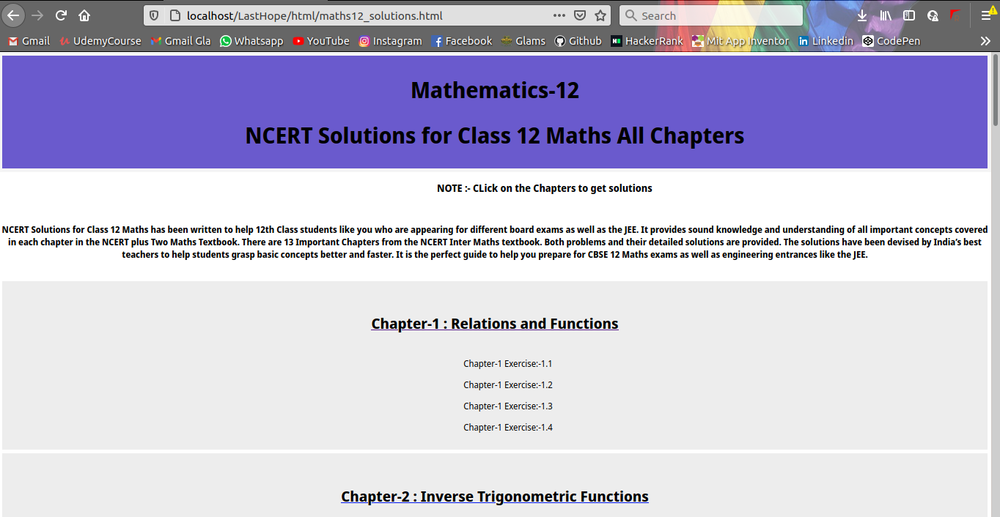 localhost/LastHope/html/maths12_solutions.html
Search
Gmail UdemyCourse Gmail Gla Whatsapp YouTube Instagram Facebook Glams Github HackerRank Mit App Inventor Linkedin CodePen
Mathematics-12
NCERT Solutions for Class 12 Maths All Chapters
NOTE :- CLick on the Chapters to get solutions
NCERT Solutions for Class 12 Maths has been written to help 12th Class students like you who are appearing for different board exams as well as the JEE. It provides sound knowledge and understanding of all important concepts covered
in each chapter in the NCERT plus Two Maths Textbook. There are 13 Important Chapters from the NCERT Inter Maths textbook. Both problems and their detailed solutions are provided. The solutions have been devised by India’s best
teachers to help students grasp basic concepts better and faster. It is the perfect guide to help you prepare for CBSE 12 Maths exams as well as engineering entrances like the JEE.
Chapter-1 : Relations and Functions
Chapter-1 Exercise:-1.1
Chapter-1 Exercise:-1.2
Chapter-1 Exercise:-1.3
Chapter-1 Exercise:-1.4
Chapter-2 : Inverse Trigonometric Functions